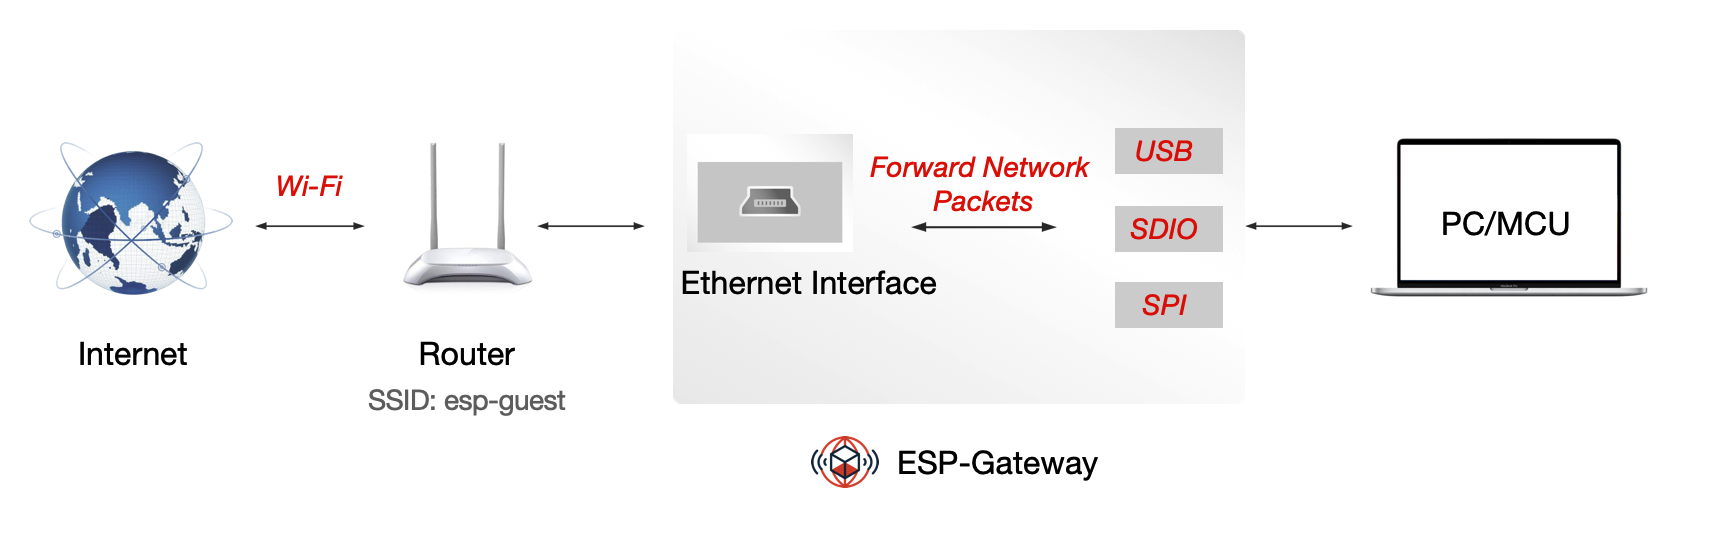 Wi-Fi
Internet
Router
SSID: esp-guest
Ethernet Interface
Forward Network
Packets
USB
SDIO
SPI
PC/MCU
ESP-Gateway